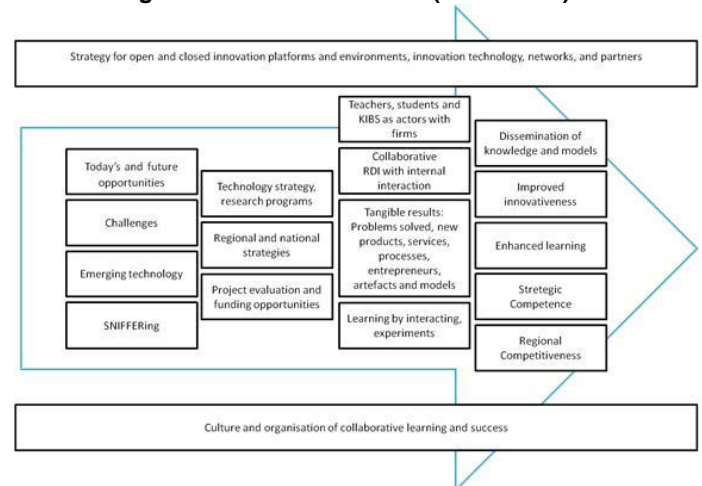 Strategy for open and closed innovation platforms and environments, innovation technology, networks, and partners
Teachers, students and
KIBS as actors with
firms
Dissemination of
knowledge and models
Today's and future
opportunities
Collaborative
RDI with internal
interaction
Technology strategy,
research programs
Improved
innovativeness
Challenges
Tangible results:
Problems solved, new
products, services,
processes,
entrepreneurs,
artefacts and models
Regional and national
strategies
Enhanced learning
Emerging technology
Project evaluation and
funding opportunities
Stretegic
Competence
SNIFFERing
Learning by interacting,
experiments
Regional
Competitiveness
Culture and organisation of collaborative learning and success